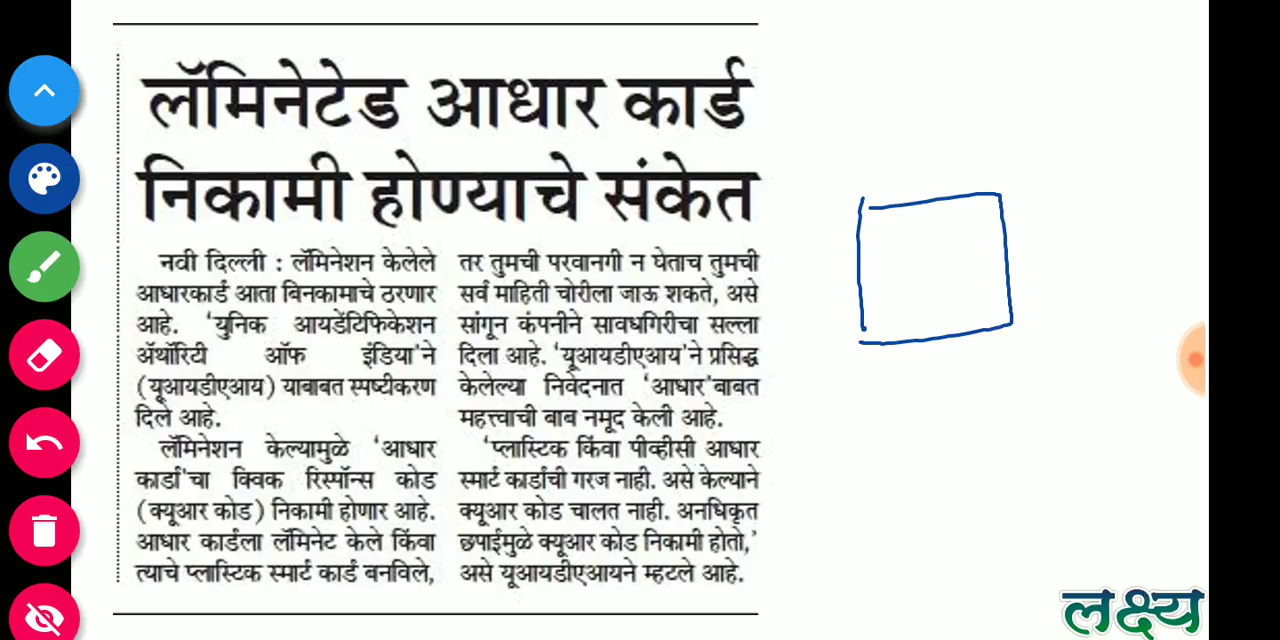 लॅमिनेटेड आधार कार्ड
निकामी होण्याचे संकेत
नवी दिल्ली : लॅमिनेशन केलेले
आधारकार्ड आता बिनकामाचे ठरणार
आहे. ‘युनिक आयडेंटिफिकेशन
ॲथॉरिटी ऑफ इंडिया’ने
(यूआयडीएआय) याबाबत स्पष्टीकरण
दिले आहे.
लॅमिनेशन केल्यामुळे ‘आधार
कार्डा’चा क्विक रिस्पॉन्स कोड
(क्यूआर कोड) निकामी होणार आहे.
आधार कार्डला लॅमिनेट केले किंवा
त्याचे प्लास्टिक स्मार्ट कार्ड बनविले,
तर तुमची परवानगी न घेताच तुमची
सर्व माहिती चोरीला जाऊ शकते, असे
सांगून कंपनीने सावधगिरीचा सल्ला
दिला आहे. ‘यूआयडीएआय’ने प्रसिद्ध
केलेल्या निवेदनात ‘आधार’बाबत
महत्त्वाची बाब नमूद केली आहे.
‘प्लास्टिक किंवा पीव्हीसी आधार
स्मार्ट कार्डाची गरज नाही. असे केल्याने
क्यूआर कोड चालत नाही. अनधिकृत
छपाईमुळे क्यूआर कोड निकामी होतो,’
असे यूआयडीएआयने म्हटले आहे.
लक्ष्य